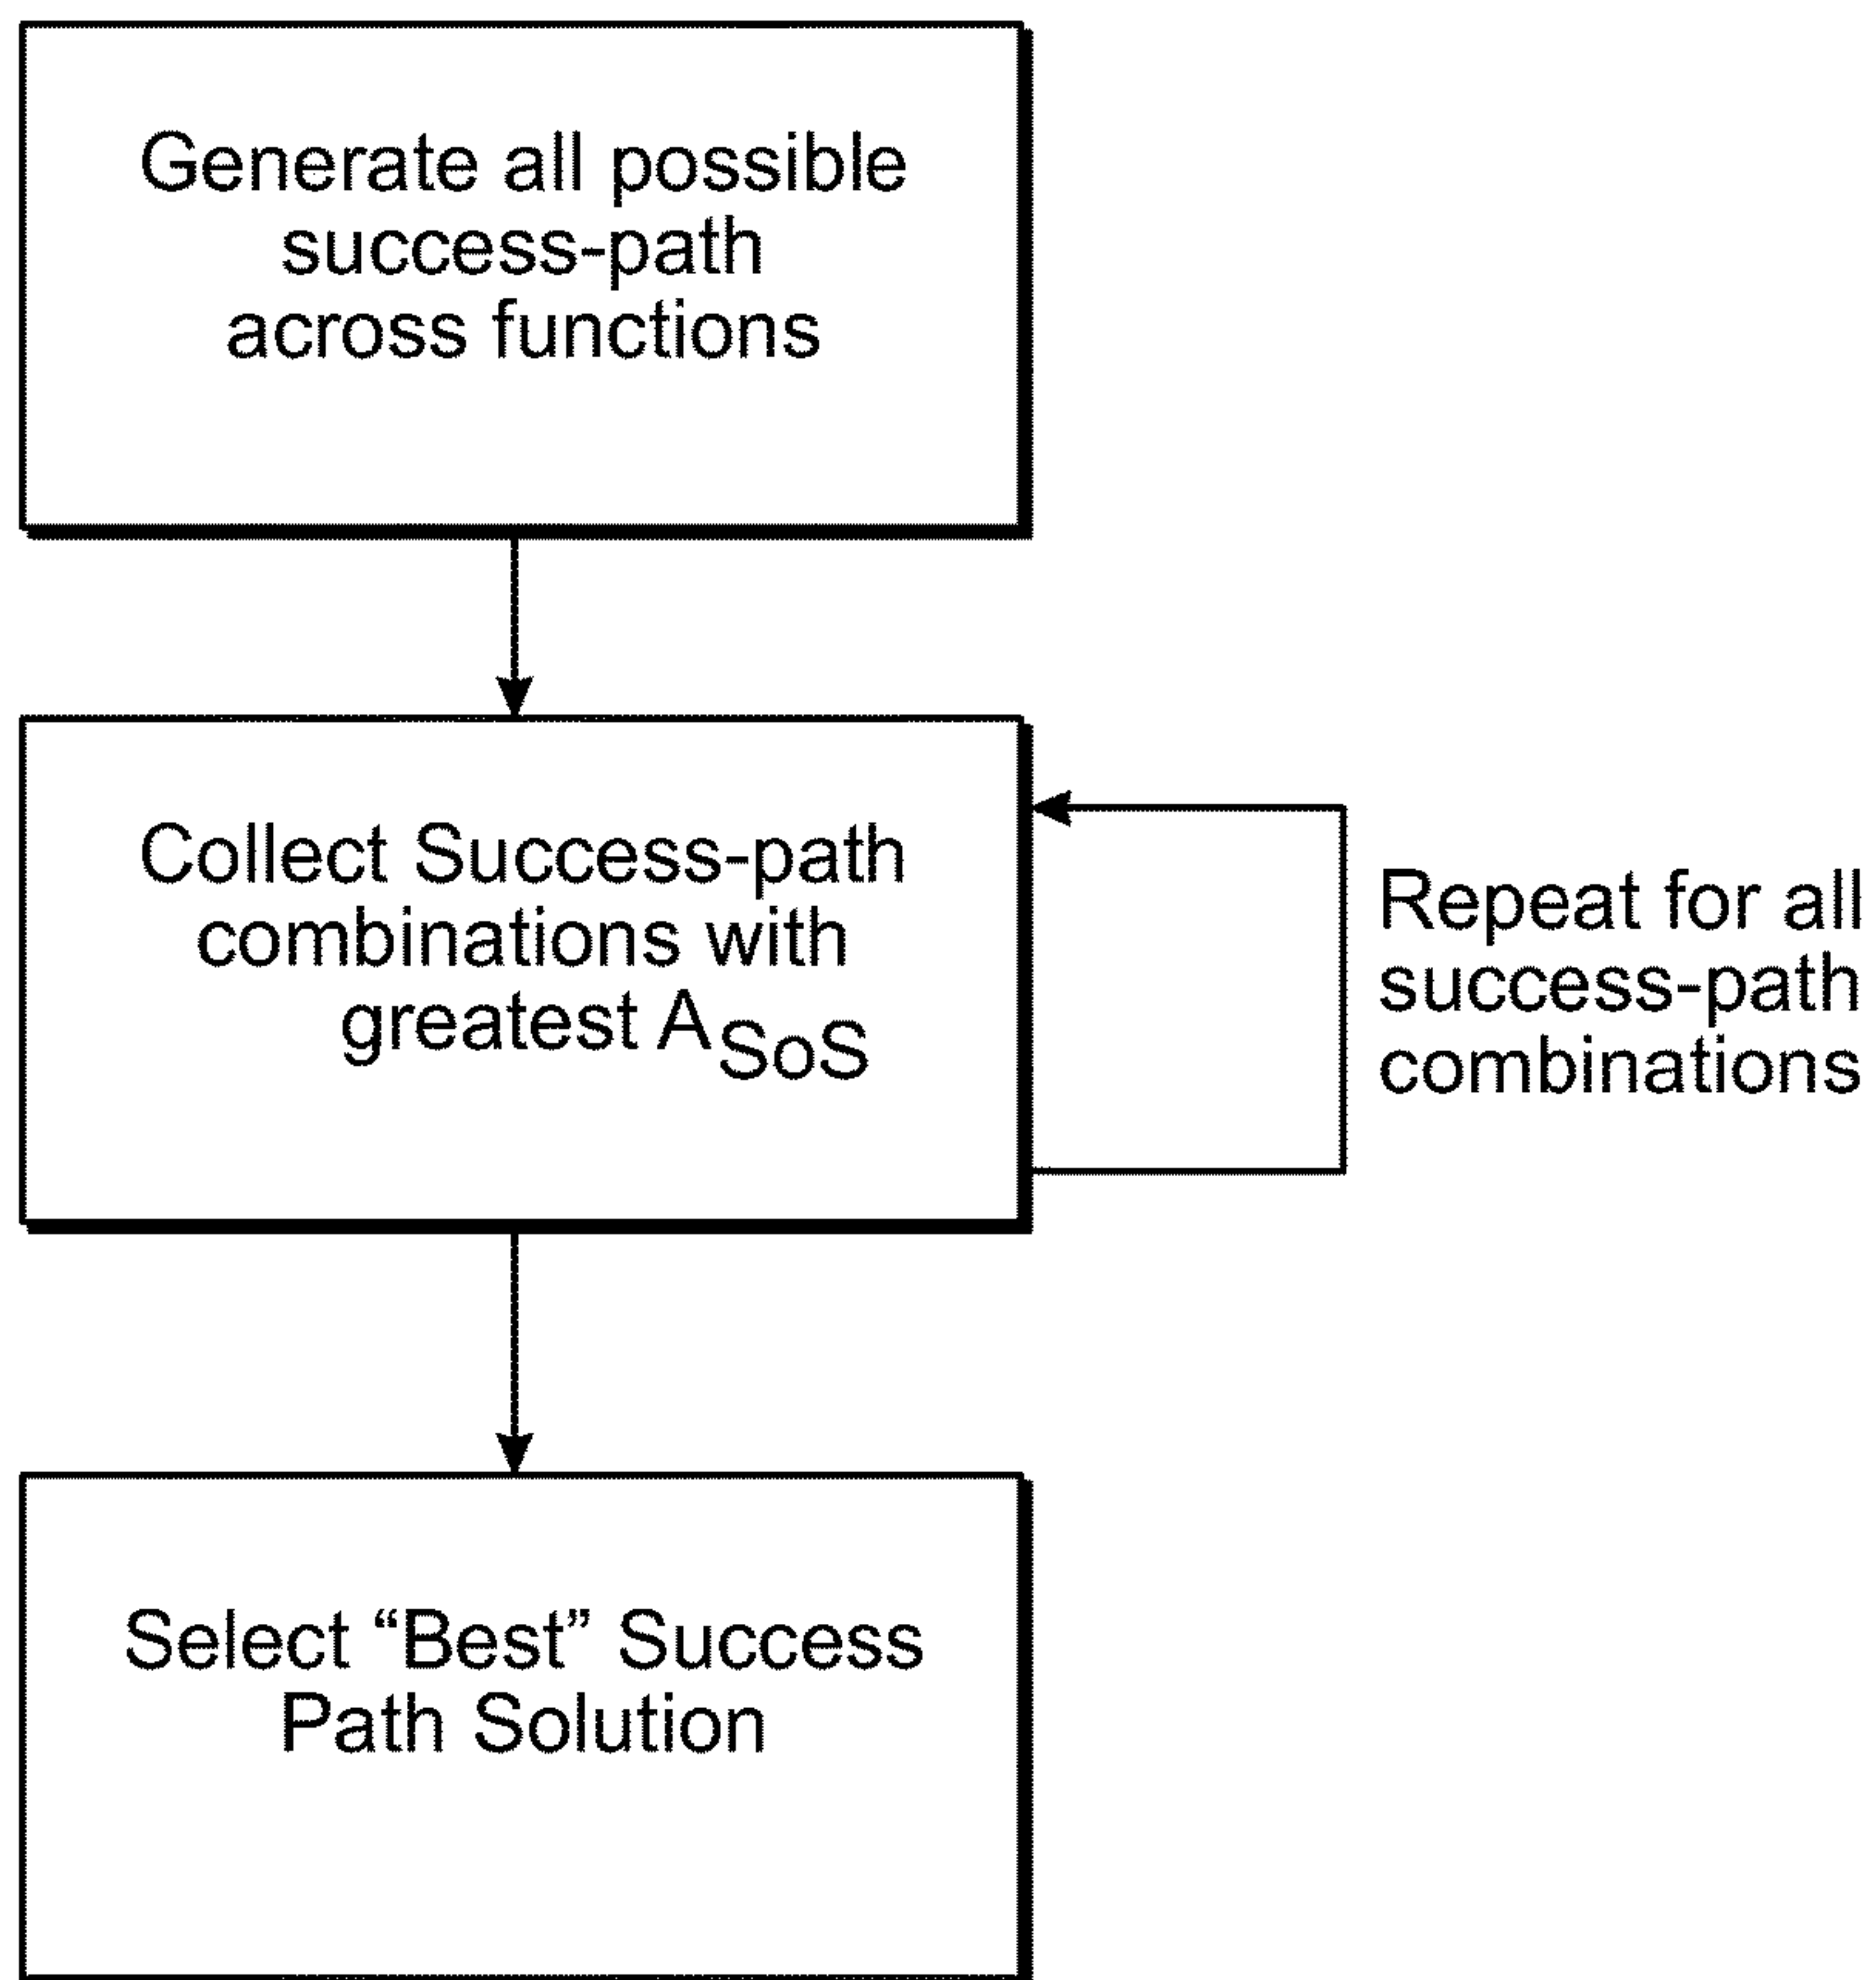 Generate all possible
success-path
across functions
Collect Success-path
combinations with
greatest A_SoS
Repeat for all
success-path
combinations
Select “Best” Success
Path Solution